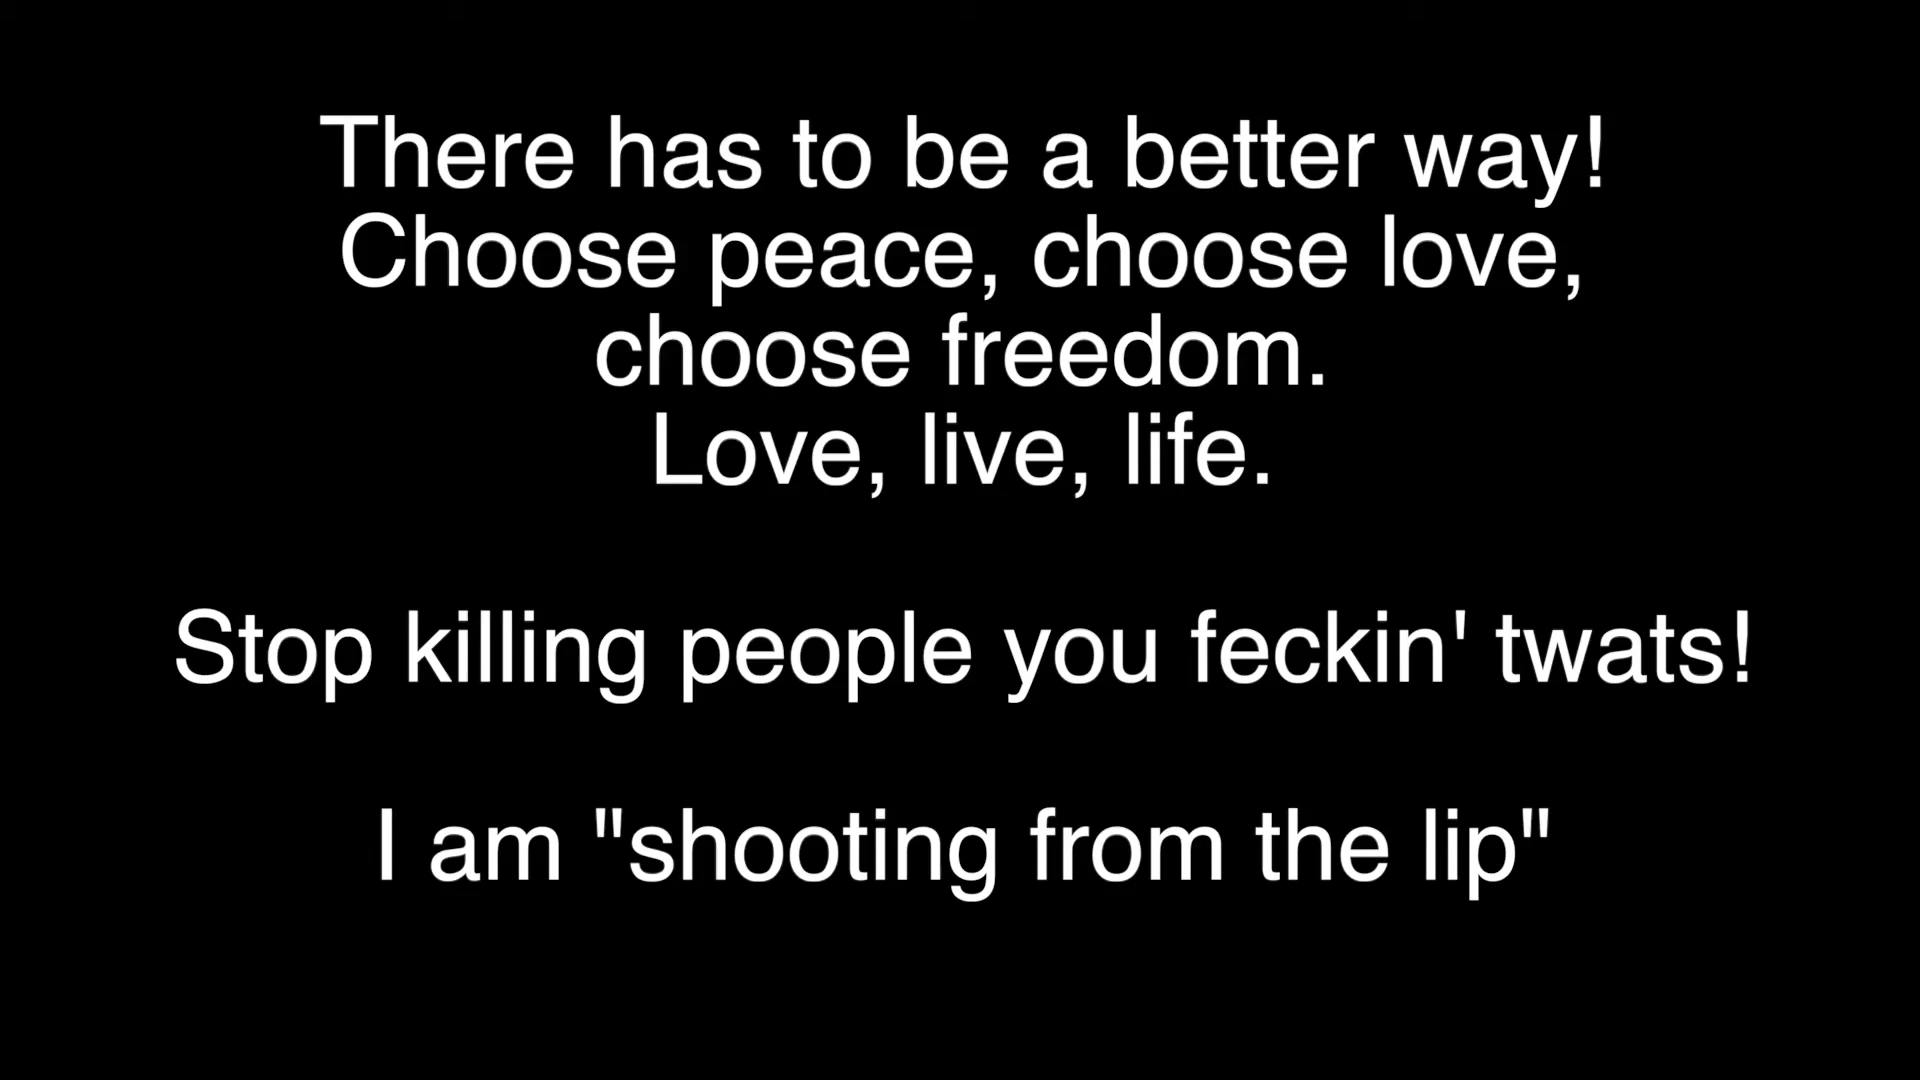 There has to be a better way!
Choose peace, choose love,
choose freedom.
Love, live, life.
Stop killing people you feckin' twats!
I am "shooting from the lip"